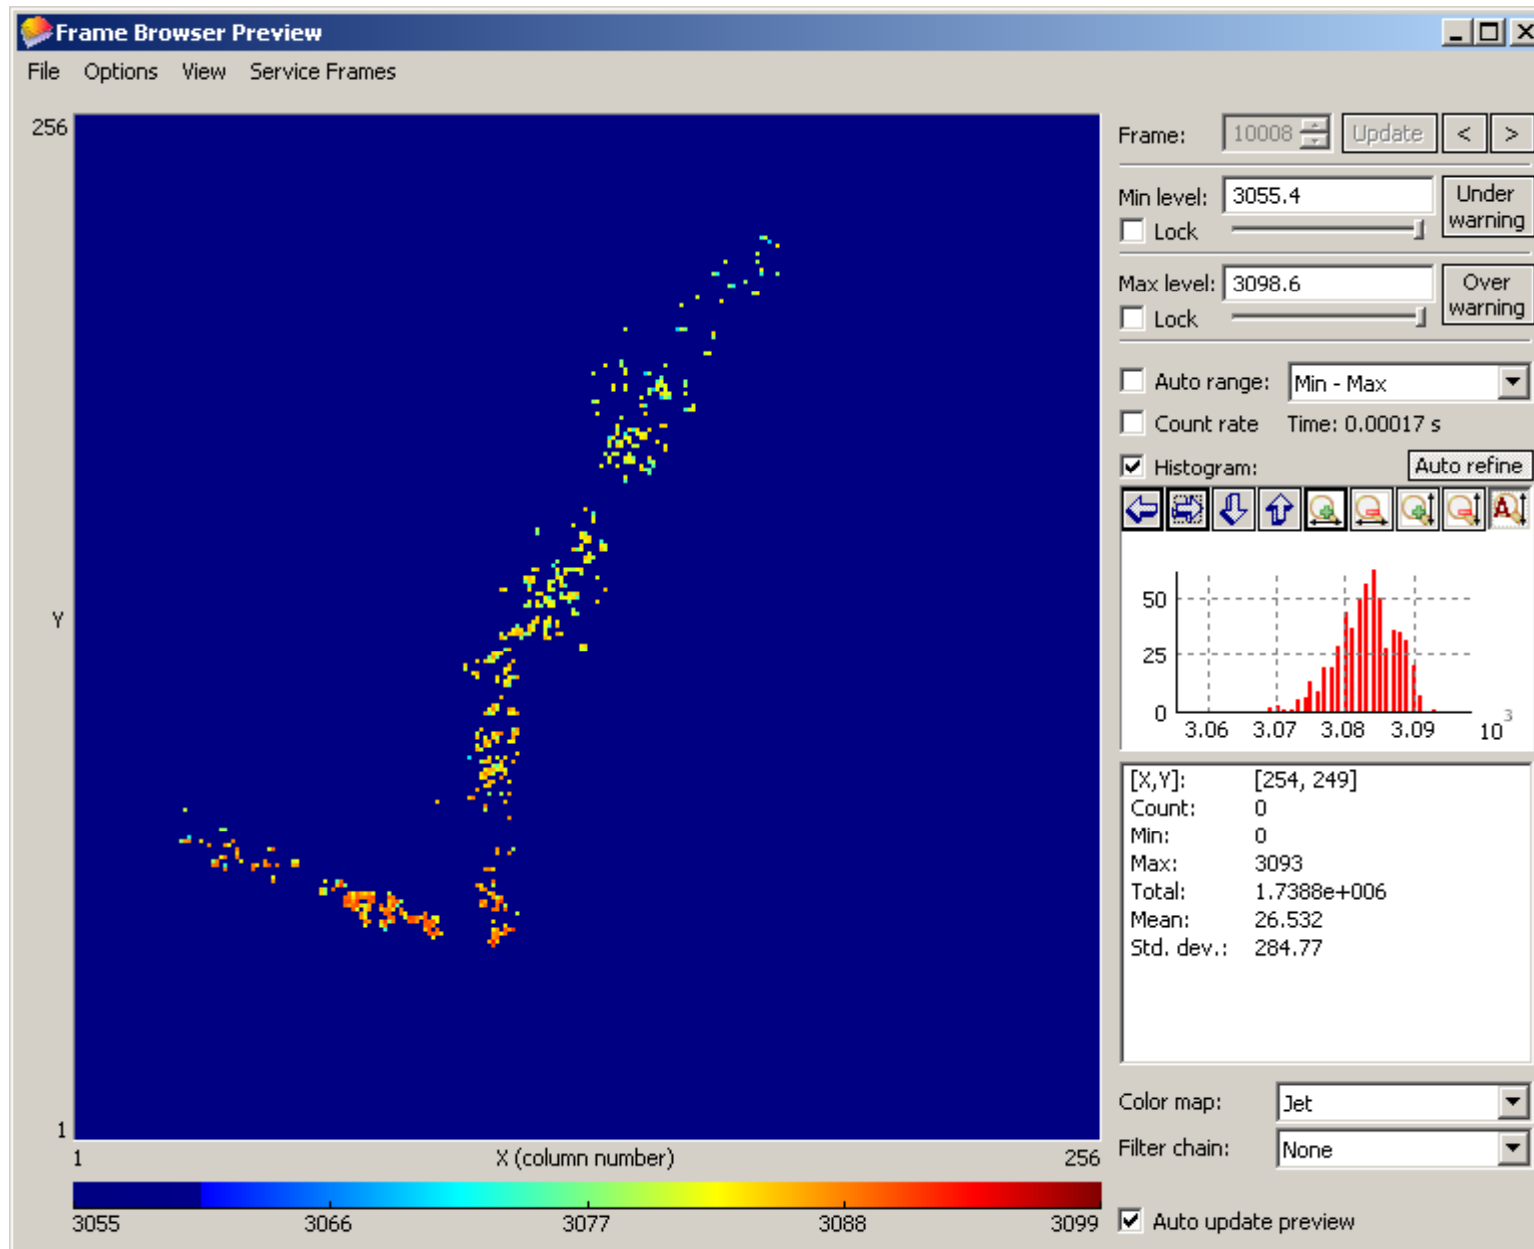 Frame Browser Preview
File Options View Service Frames
256
Y
1
1 X (column number) 256
3055 3066 3077 3088 3099
Frame: 10008 Update < >
Min level: 3055.4 Under warning
Lock
Max level: 3098.6 Over warning
Lock
Auto range: Min - Max
Count rate Time: 0.00017 s
Histogram: Auto refine
A
50
25
0
3.06 3.07 3.08 3.09 10 3
[X,Y]: [254, 249]
Count: 0
Min: 0
Max: 3093
Total: 1.7388e+006
Mean: 26.532
Std. dev.: 284.77
Color map: Jet
Filter chain: None
Auto update preview